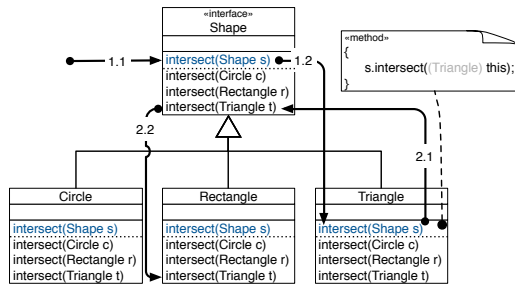 «interface»
Shape
intersect(Shape s)
intersect(Circle c)
intersect(Rectangle r)
intersect(Triangle t)
1.1
1.2
«method»
{
s.intersect((Triangle) this);
}
2.2
2.1
Circle
intersect(Shape s)
intersect(Circle c)
intersect(Rectangle r)
intersect(Triangle t)
Rectangle
intersect(Shape s)
intersect(Circle c)
intersect(Rectangle r)
intersect(Triangle t)
Triangle
intersect(Shape s)
intersect(Circle c)
intersect(Rectangle r)
intersect(Triangle t)